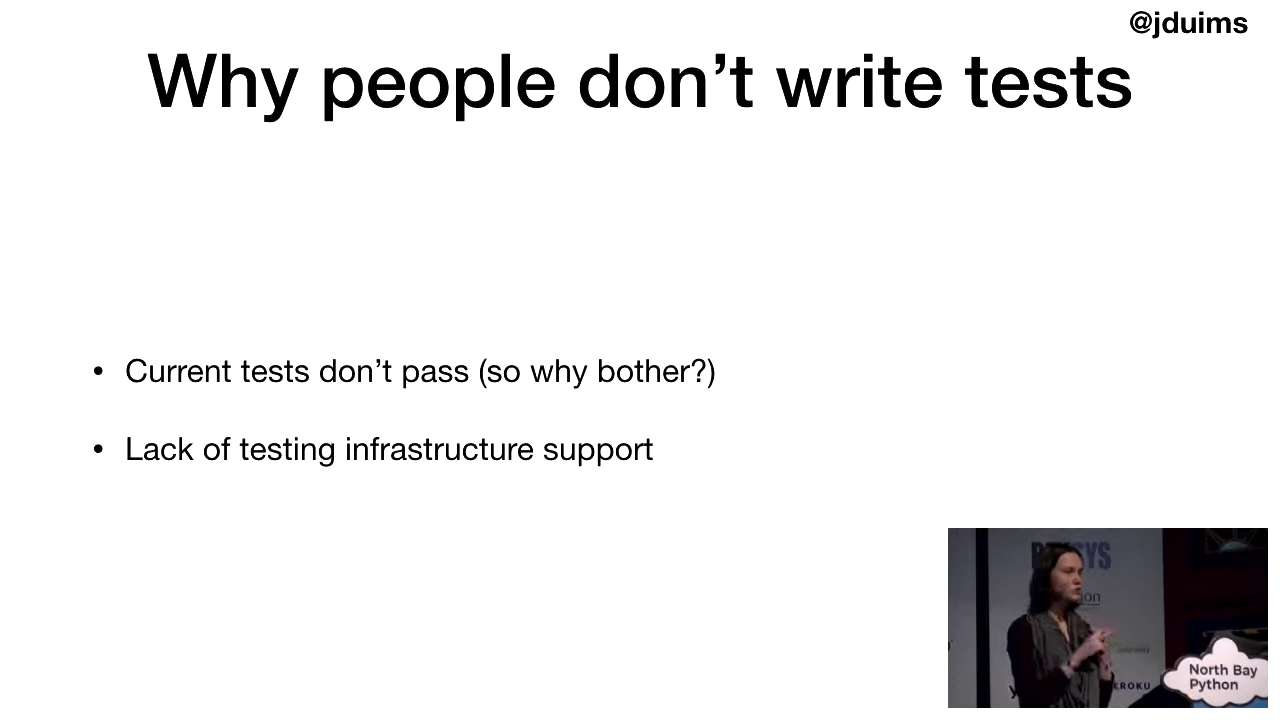 @jduims
Why people don’t write tests
• Current tests don’t pass (so why bother?)
• Lack of testing infrastructure support
North Bay
Python